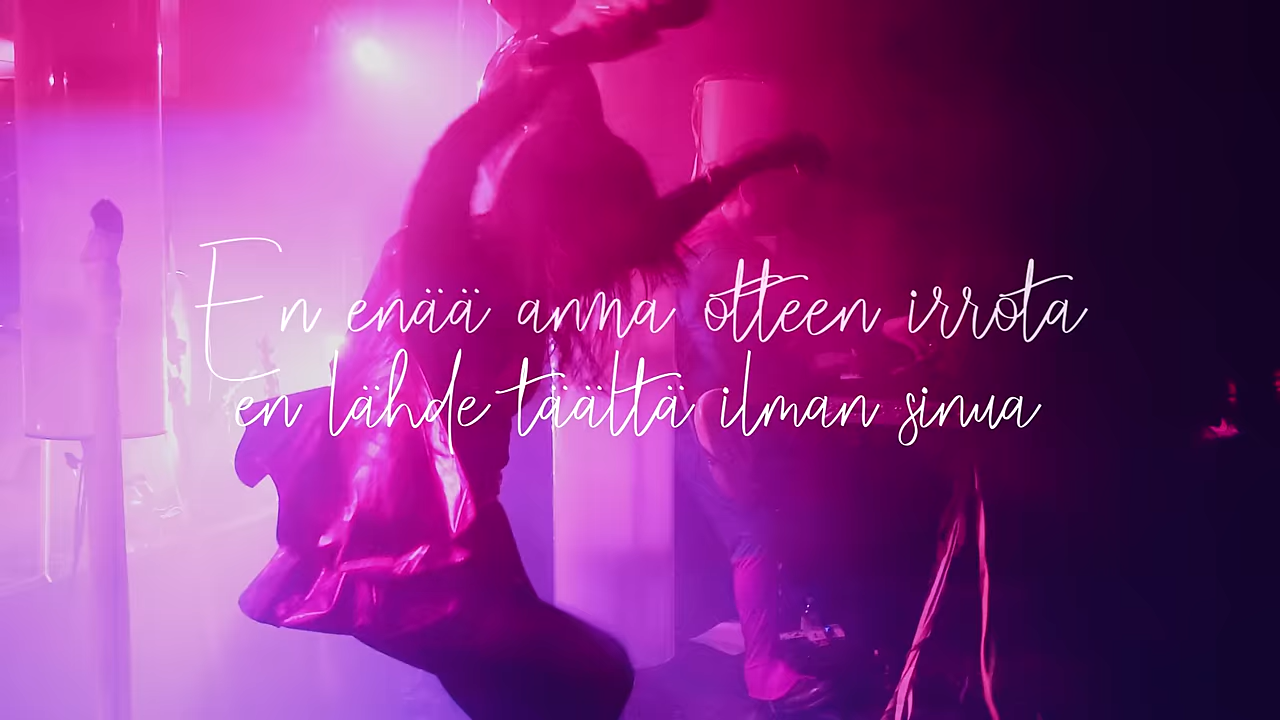 En enää anna otteen irrota
en lähde täältä ilman sinua